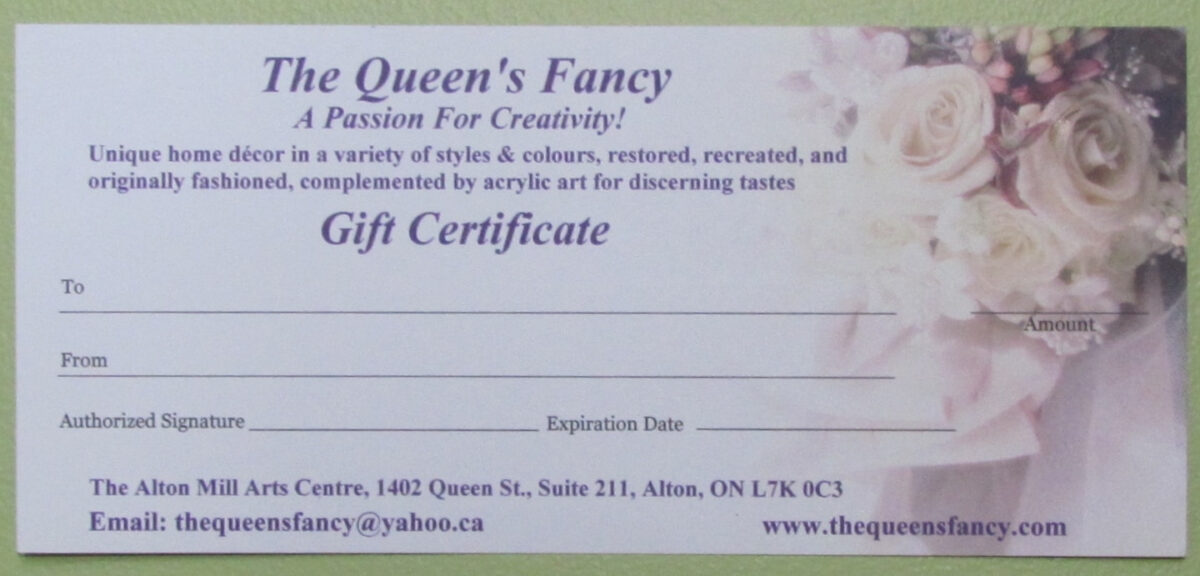 The Queen's Fancy
A Passion For Creativity!
Unique home décor in a variety of styles & colours, restored, recreated, and
originally fashioned, complemented by acrylic art for discerning tastes
Gift Certificate
To
Amount
From
Authorized Signature Expiration Date
The Alton Mill Arts Centre, 1402 Queen St., Suite 211, Alton, ON L7K 0C3
Email: thequeensfancy@yahoo.ca www.thequeensfancy.com